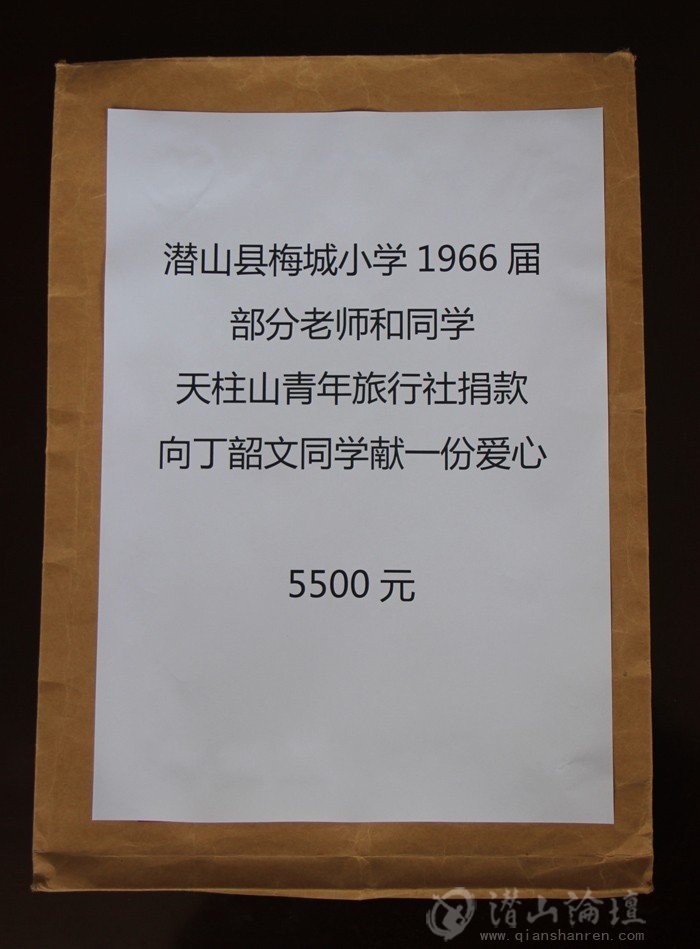 潜山县梅城小学 1966 届
部分老师和同学
天柱山青年旅行社捐款
向丁韶文同学献一份爱心
5500 元
潜山論壇
www.qianshanren.com